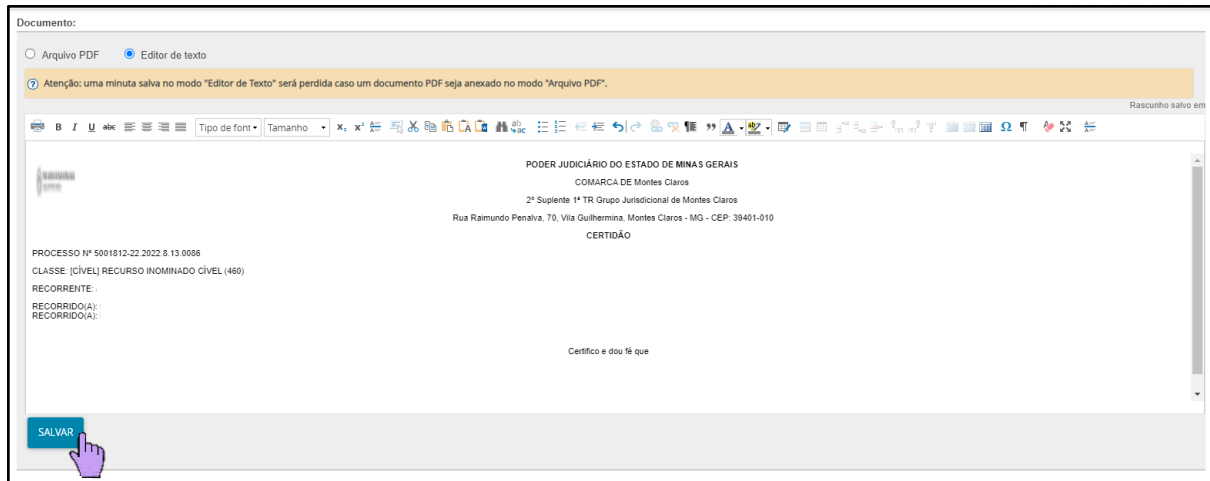 Documento:
Arquivo PDF Editor de texto
Atenção: uma minuta salva no modo "Editor de Texto" será perdida caso um documento PDF seja anexado no modo "Arquivo PDF".
Rascunho salvo em
B I U abc Tipo de font Tamanho
PODER JUDICIÁRIO DO ESTADO DE MINAS GERAIS
COMARCA DE Montes Claros
2º Suplente 1ª TR Grupo Jurisdicional de Montes Claros
Rua Raimundo Penalva, 70, Vila Guilhermina, Montes Claros - MG - CEP: 39401-010
CERTIDÃO
PROCESSO Nº 5001812-22.2022.8.13.0086
CLASSE: [CÍVEL] RECURSO INOMINADO CÍVEL (460)
RECORRENTE:
RECORRIDO(A):
RECORRIDO(A):
Certifico e dou fé que
SALVAR